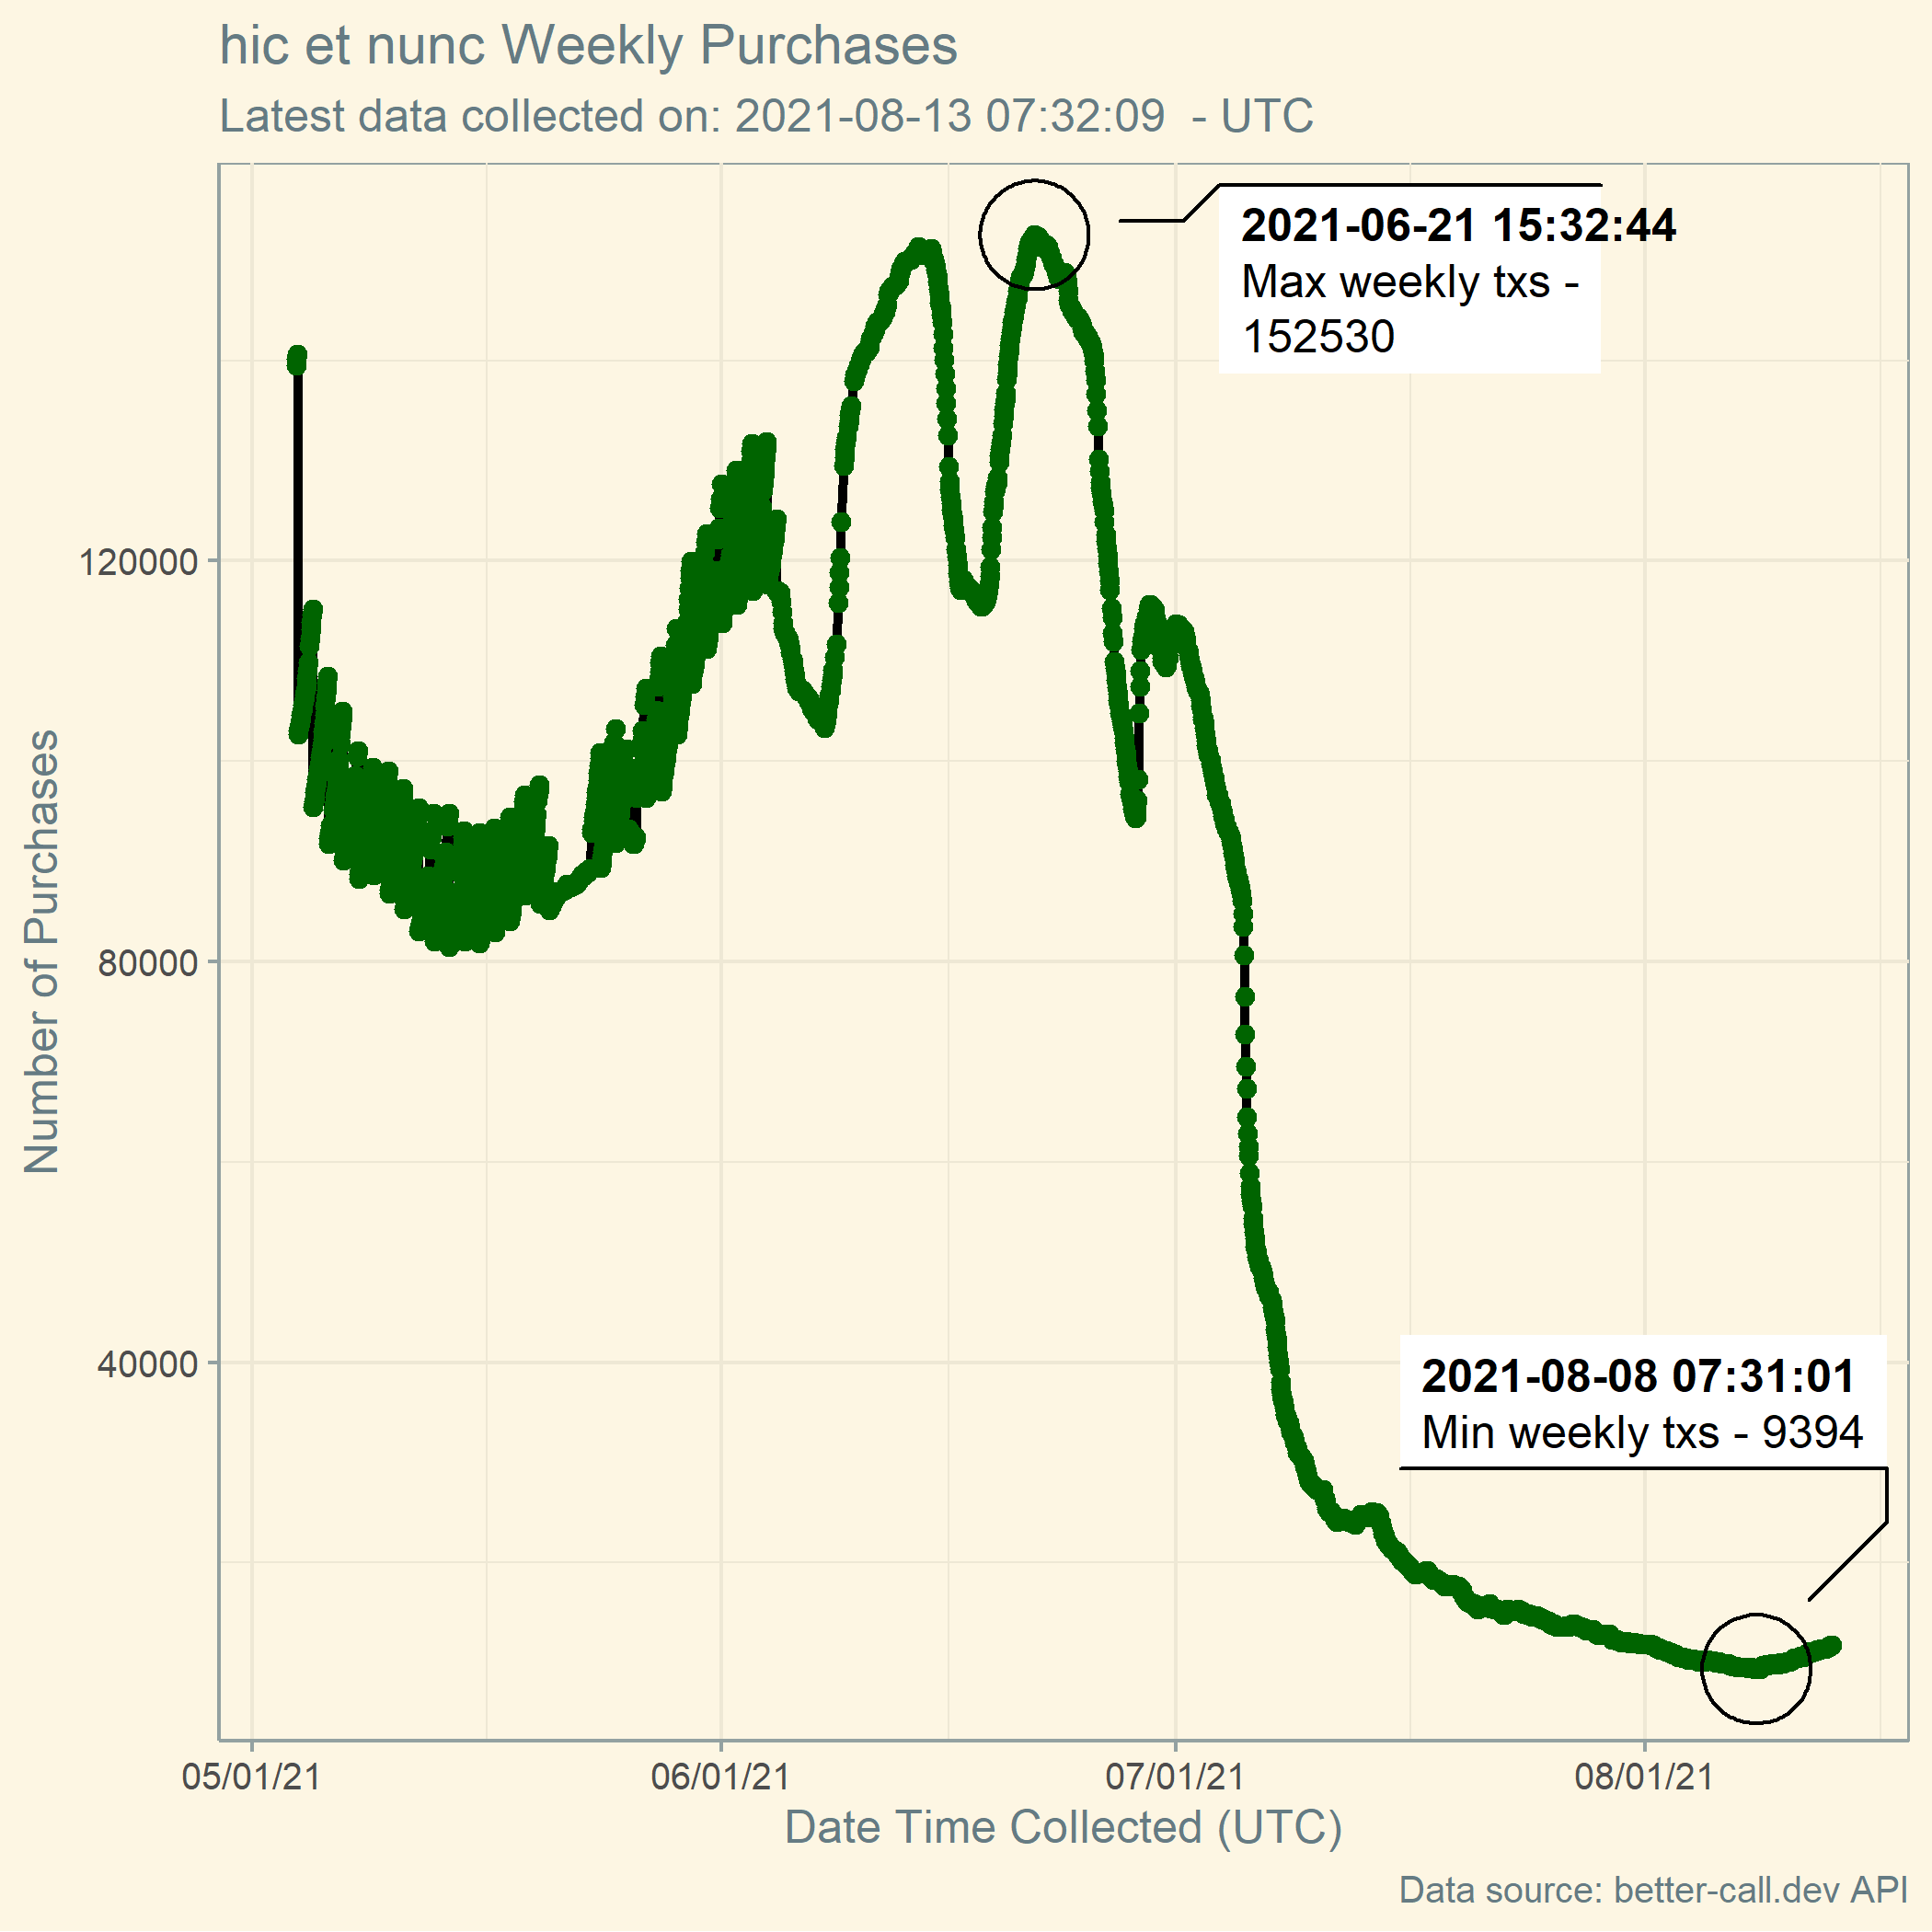 hic et nunc Weekly Purchases
Latest data collected on: 2021-08-13 07:32:09  - UTC
2021-06-21 15:32:44
Max weekly txs -
152530
120000
80000
40000
Number of Purchases
2021-08-08 07:31:01
Min weekly txs - 9394
05/01/21
06/01/21
07/01/21
08/01/21
Date Time Collected (UTC)
Data source: better-call.dev API